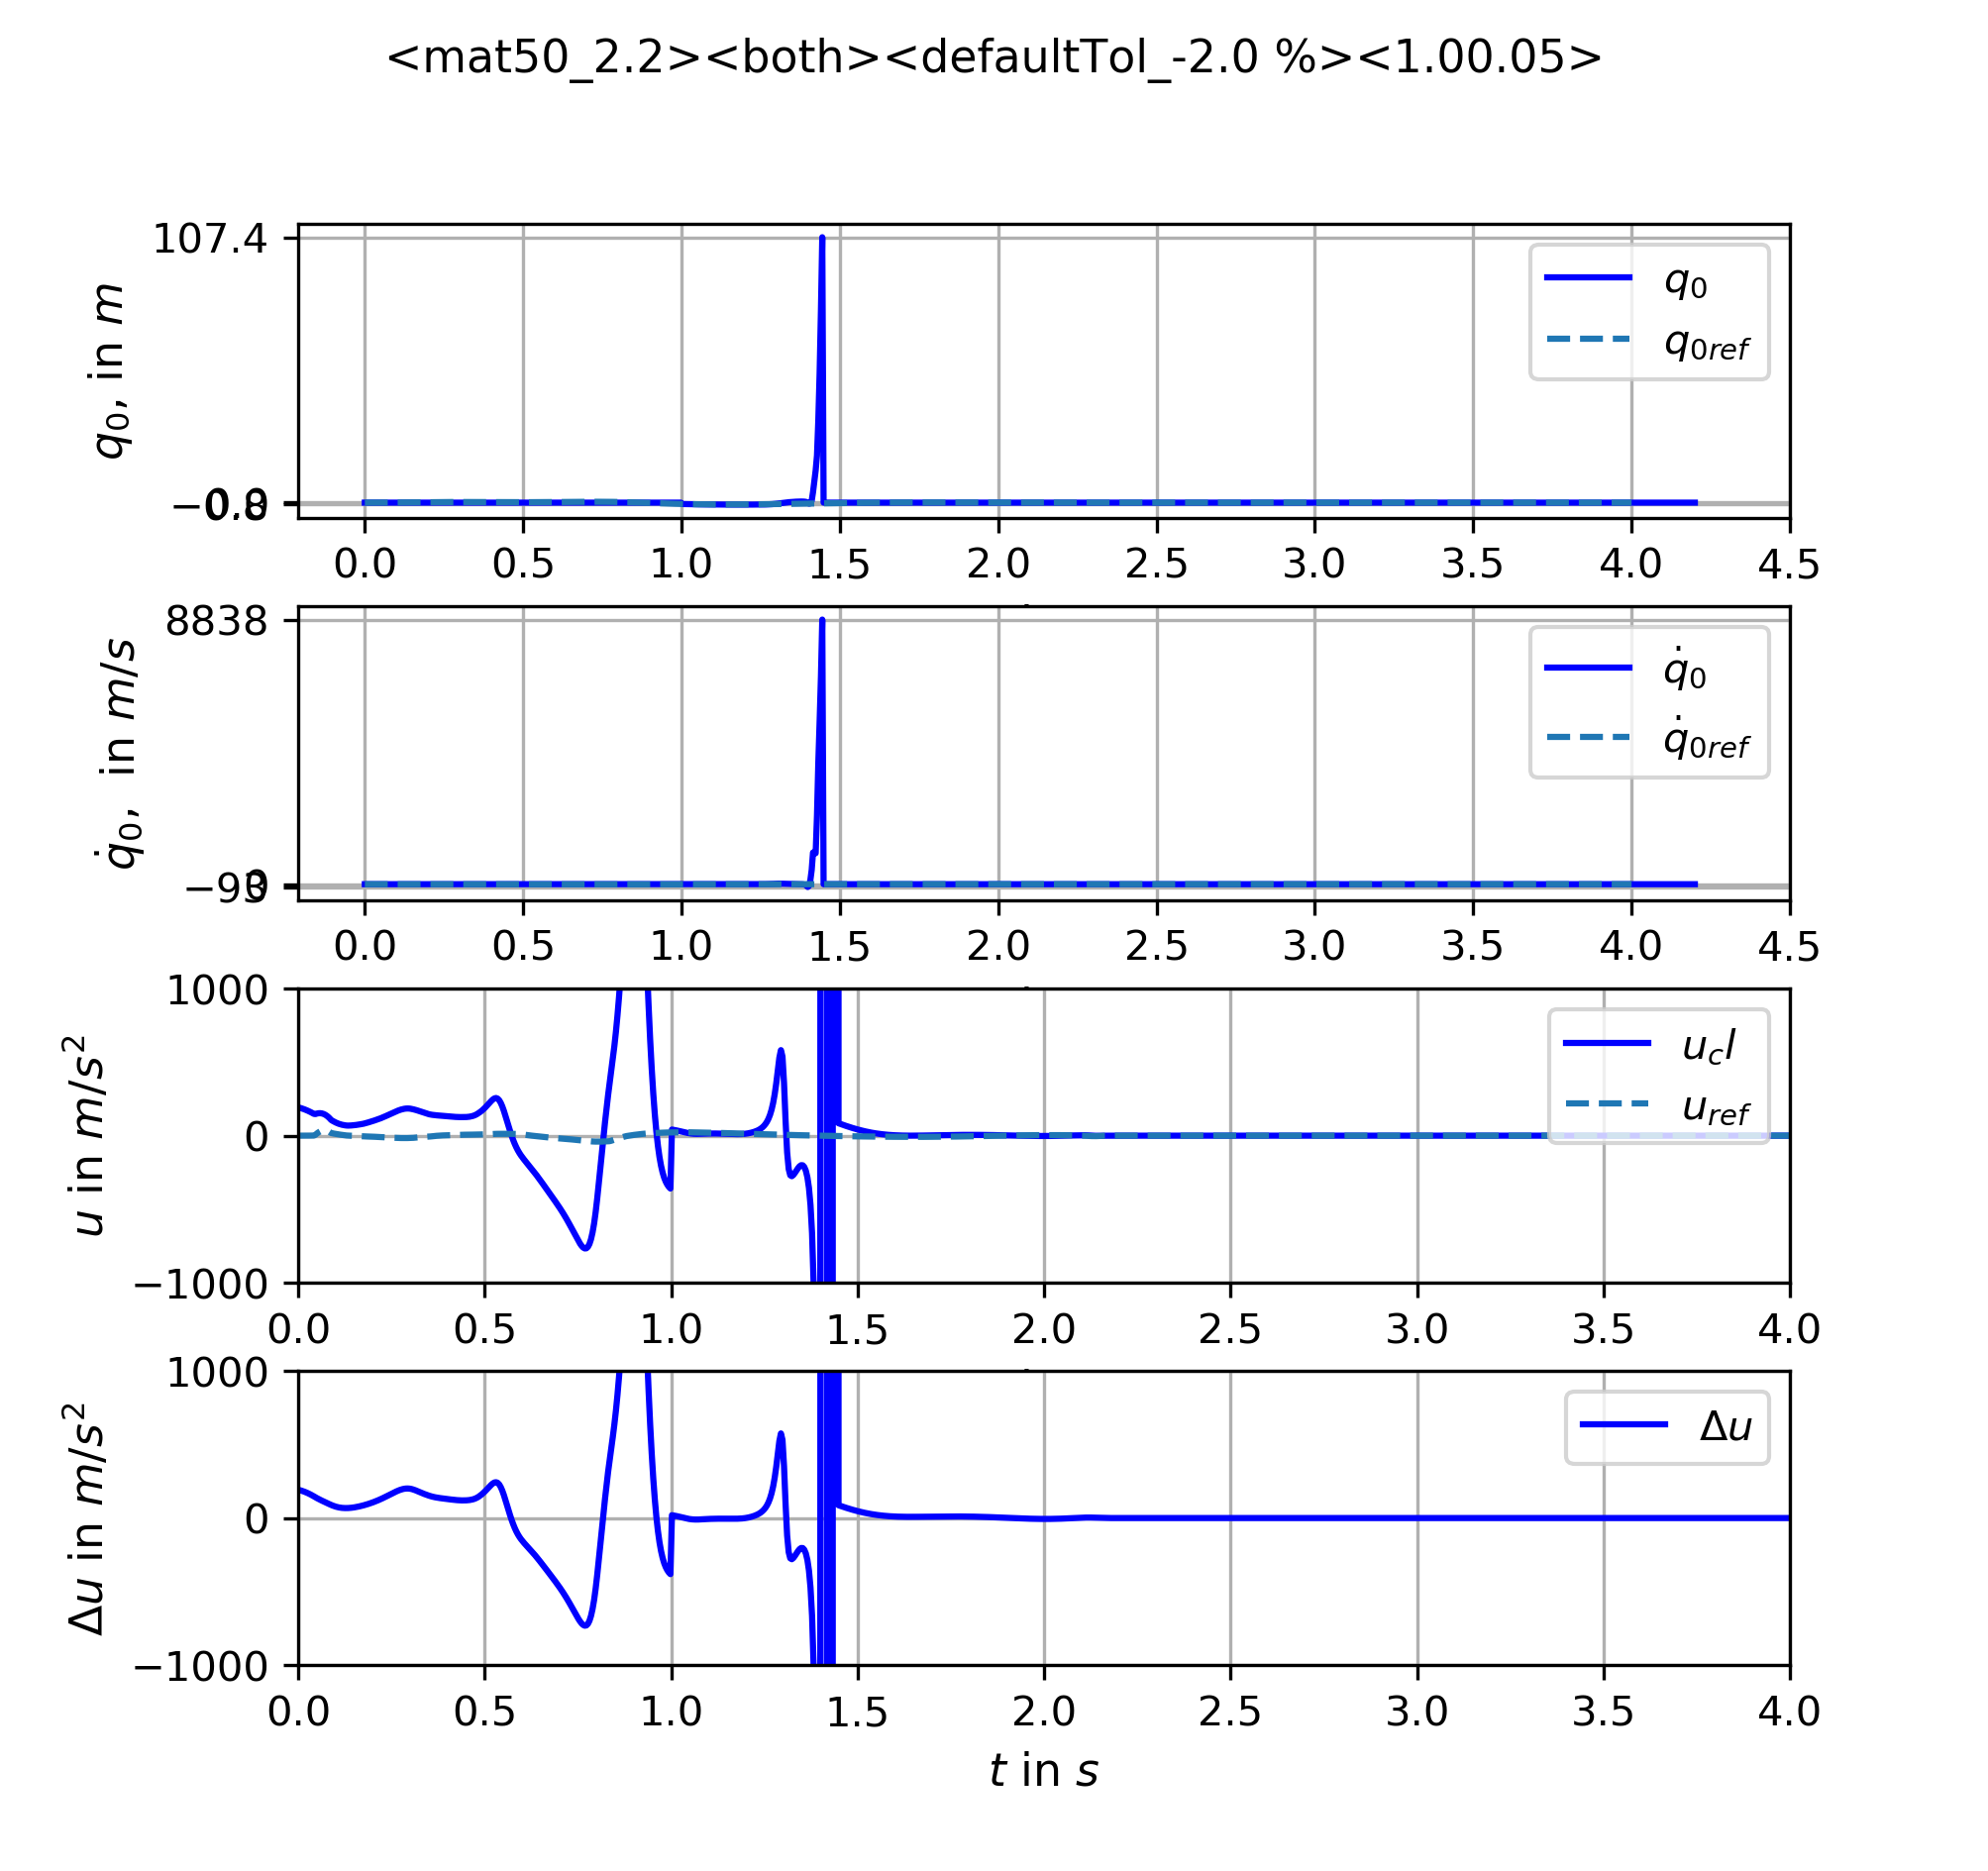 <mat50_2.2><both><defaultTol_-2.0 %><1.00.05>
107.4
q₀, in m
q₀
q₀ref
0.0 0.5 1.0 1.5 2.0 2.5 3.0 3.5 4.0 4.5
8838
q̇₀, in m/s
q̇₀
q̇₀ref
0.0 0.5 1.0 1.5 2.0 2.5 3.0 3.5 4.0 4.5
1000
0
−1000
u in m/s²
u_cl
u_ref
0.0 0.5 1.0 1.5 2.0 2.5 3.0 3.5 4.0
1000
0
−1000
Δu in m/s²
Δu
0.0 0.5 1.0 1.5 2.0 2.5 3.0 3.5 4.0
t in s